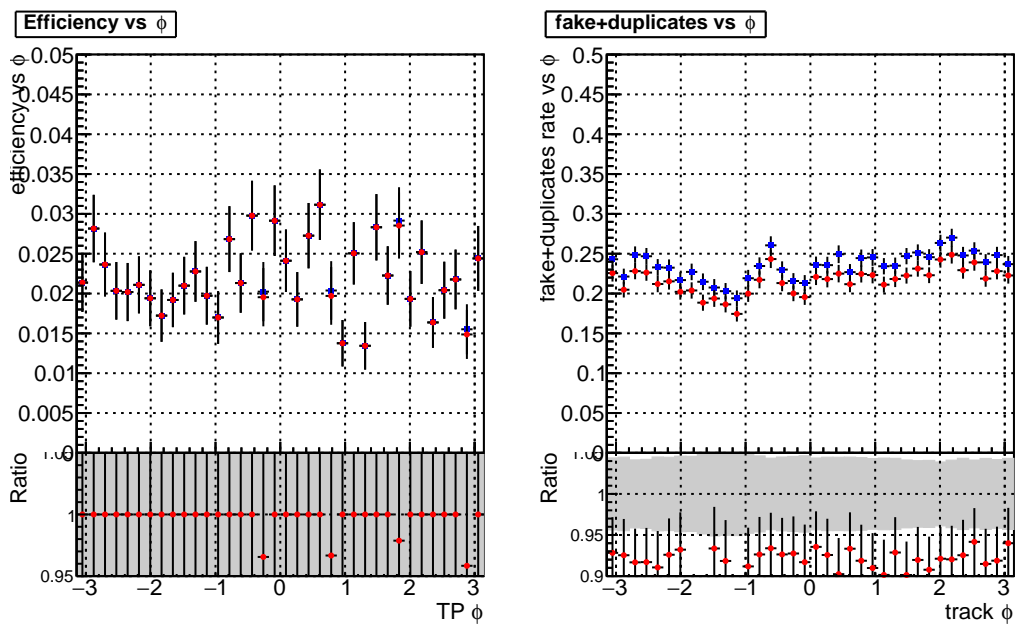 Efficiency vs ϕ
efficiency vs ϕ
0.05
0.045
0.04
0.035
0.03
0.025
0.02
0.015
0.01
0.005
0
Ratio
1
0.95
−3 −2 −1 0 1 2 3
TP ϕ
fake+duplicates vs ϕ
fake+duplicates rate vs ϕ
0.5
0.45
0.4
0.35
0.3
0.25
0.2
0.15
0.1
0.05
Ratio
1
0.95
0.9
−3 −2 −1 0 1 2 3
track ϕ